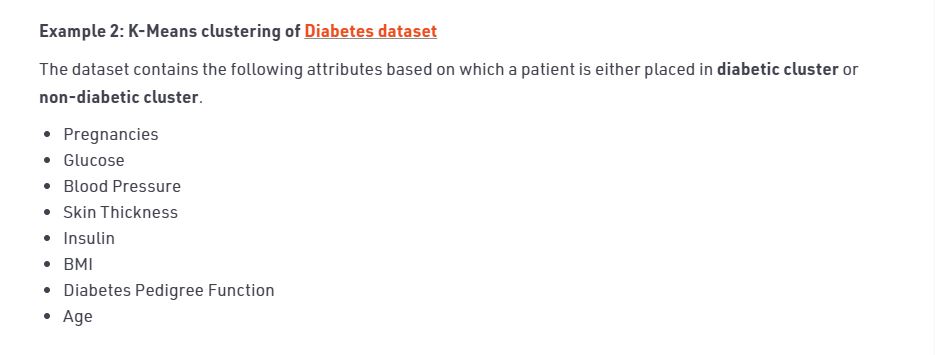 Example 2: K-Means clustering of Diabetes dataset
The dataset contains the following attributes based on which a patient is either placed in diabetic cluster or
non-diabetic cluster.
• Pregnancies
• Glucose
• Blood Pressure
• Skin Thickness
• Insulin
• BMI
• Diabetes Pedigree Function
• Age